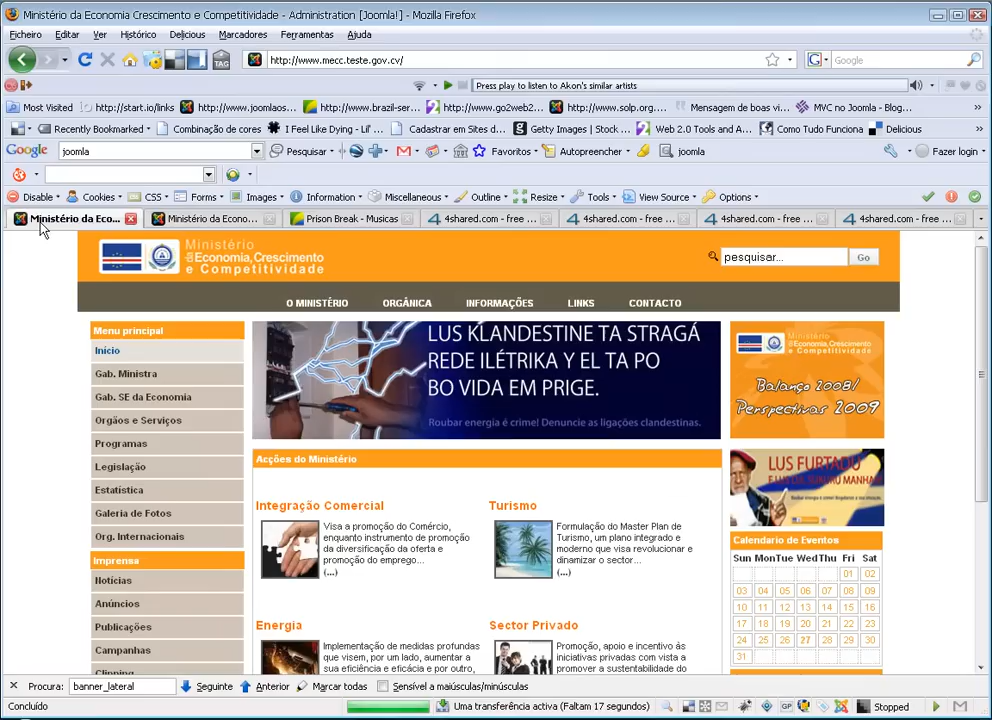 Ministério da Economia Crescimento e Competitividade - Administration [Joomla!] - Mozilla Firefox
Ficheiro Editar Ver Histórico Delicious Marcadores Ferramentas Ajuda
http://www.mecc.teste.gov.cv/
Google
Press play to listen to Akon's similar artists
Most Visited http://start.io/links http://www.joomlaos... http://www.brazil-ser... http://www.go2web2... http://www.solp.org.... Mensagem de boas vi... MVC no Joomla - Blog...
Recently Bookmarked Combinação de cores I Feel Like Dying - Lil'... Cadastrar em Sites d... Getty Images | Stock ... Web 2.0 Tools and A... Como Tudo Funciona Delicious
Google joomla Pesquisar Favoritos Autopreencher joomla Fazer login
Disable Cookies CSS Forms Images Information Miscellaneous Outline Resize Tools View Source Options
Ministério da Eco... Ministério da Econo... Prison Break - Musicas 4shared.com - free ... 4shared.com - free ... 4shared.com - free ... 4shared.com - free ...
Ministério
da Economia, Crescimento
e Competitividade
pesquisar... Go
O MINISTÉRIO ORGÂNICA INFORMAÇÕES LINKS CONTACTO
Menu principal
Início
Gab. Ministra
Gab. SE da Economia
Orgãos e Serviços
Programas
Legislação
Estatística
Galeria de Fotos
Org. Internacionais
Imprensa
Notícias
Anúncios
Publicações
Campanhas
Clipping
LUS KLANDESTINE TA STRAGÁ
REDE ILÉTRIKA Y EL TA PO
BO VIDA EM PRIGE.
Roubar energia é crime! Denuncie as ligações clandestinas.
Acções do Ministério
Integração Comercial
Visa a promoção do Comércio,
enquanto instrumento de promoção
da diversificação da oferta e
promoção do emprego...
(...)
Turismo
Formulação do Master Plan de
Turismo, um plano integrado e
moderno que visa revolucionar e
dinamizar o sector...
(...)
Energia
Implementação de medidas profundas
que visem, por um lado, aumentar a
sua eficiência e eficácia e por outro,
Sector Privado
Promoção, apoio e incentivo às
iniciativas privadas com vista a
promover a sustentabilidade do
Ministério
da Economia, Crescimento
e Competitividade
Balanço 2008/
Perspectivas 2009
LUS FURTADU
Calendario de Eventos
Sun Mon Tue Wed Thu Fri Sat
01 02
03 04 05 06 07 08 09
10 11 12 13 14 15 16
17 18 19 20 21 22 23
24 25 26 27 28 29 30
31
Procura: banner_lateral Seguinte Anterior Marcar todas Sensível a maiúsculas/minúsculas
Concluído Uma transferência activa (Faltam 17 segundos) Stopped